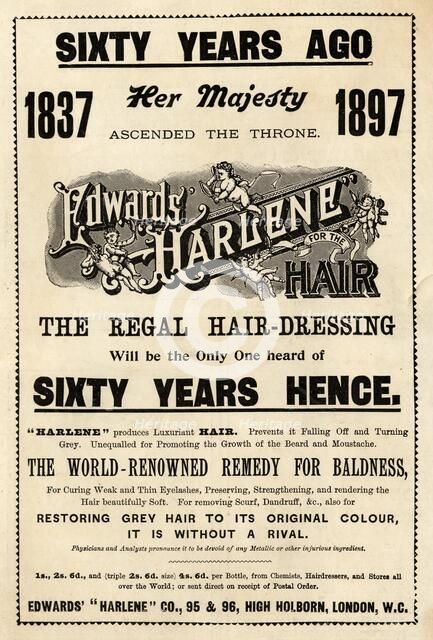 SIXTY YEARS AGO
1837 Her Majesty 1897
ASCENDED THE THRONE.
Edwards'
"HARLENE"
FOR THE
HAIR
THE REGAL HAIR-DRESSING
Will be the Only One heard of
SIXTY YEARS HENCE.
"HARLENE" produces Luxuriant HAIR. Prevents it Falling Off and Turning
Grey. Unequalled for Promoting the Growth of the Beard and Moustache.
THE WORLD-RENOWNED REMEDY FOR BALDNESS,
For Curing Weak and Thin Eyelashes, Preserving, Strengthening, and rendering the
Hair beautifully Soft. For removing Scurf, Dandruff, &c., also for
RESTORING GREY HAIR TO ITS ORIGINAL COLOUR,
IT IS WITHOUT A RIVAL.
Physicians and Analysts pronounce it to be devoid of any Metallic or other injurious ingredient.
1s., 2s. 6d., and (triple 2s. 6d. size) 4s. 6d. per Bottle, from Chemists, Hairdressers, and Stores all
over the World; or sent direct on receipt of Postal Order.
EDWARDS' "HARLENE" CO., 95 & 96, HIGH HOLBORN, LONDON, W.C.